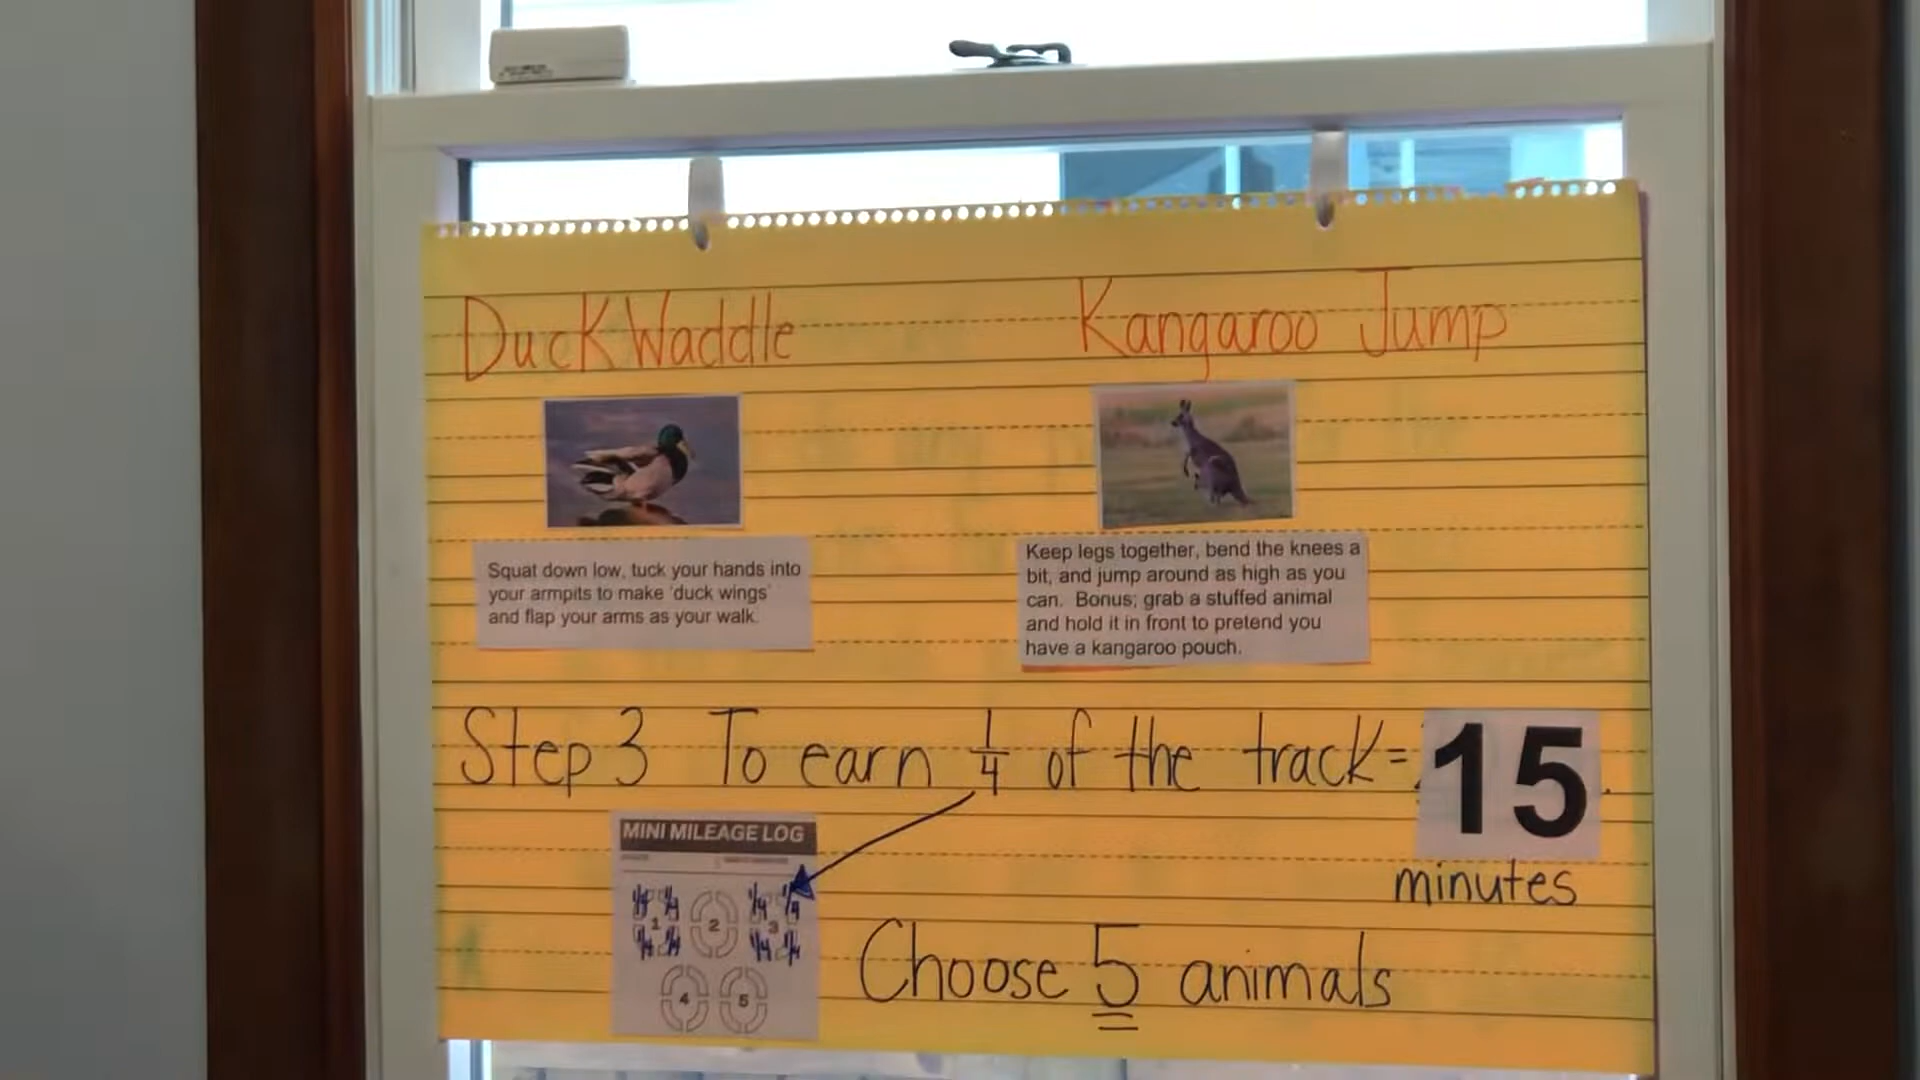 Duck Waddle
Kangaroo Jump
Squat down low, tuck your hands into
your armpits to make 'duck wings'
and flap your arms as your walk.
Keep legs together, bend the knees a
bit, and jump around as high as you
can. Bonus; grab a stuffed animal
and hold it in front to pretend you
have a kangaroo pouch.
Step 3 To earn 1/4 of the track= 15
minutes
MINI MILEAGE LOG
1/4 1/4 1/4 1/4
1 2 3
1/4 1/4 1/4 1/4
4 5
Choose 5 animals